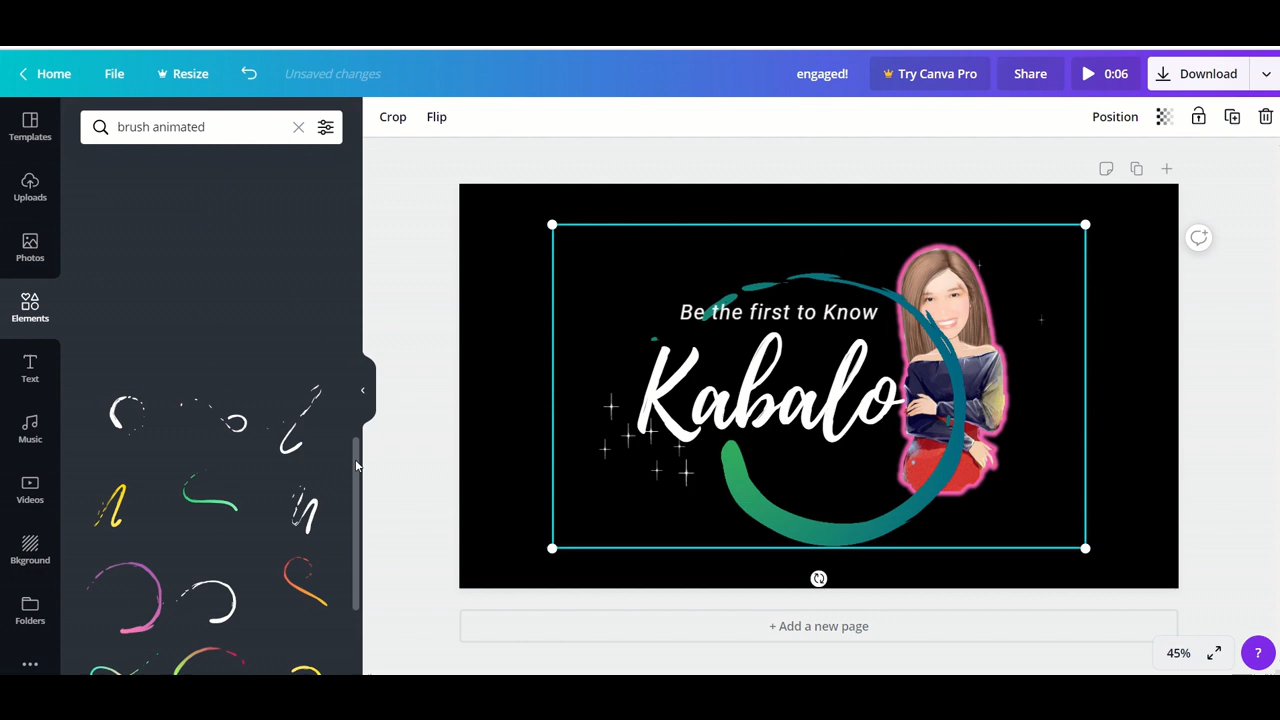 Home File Resize Unsaved changes engaged! Try Canva Pro Share 0:06 Download
brush animated
Crop Flip Position
Templates
Uploads
Photos
Elements
Text
Music
Videos
Bkground
Folders
Be the first to Know
Kabalo
+ Add a new page
45% ?